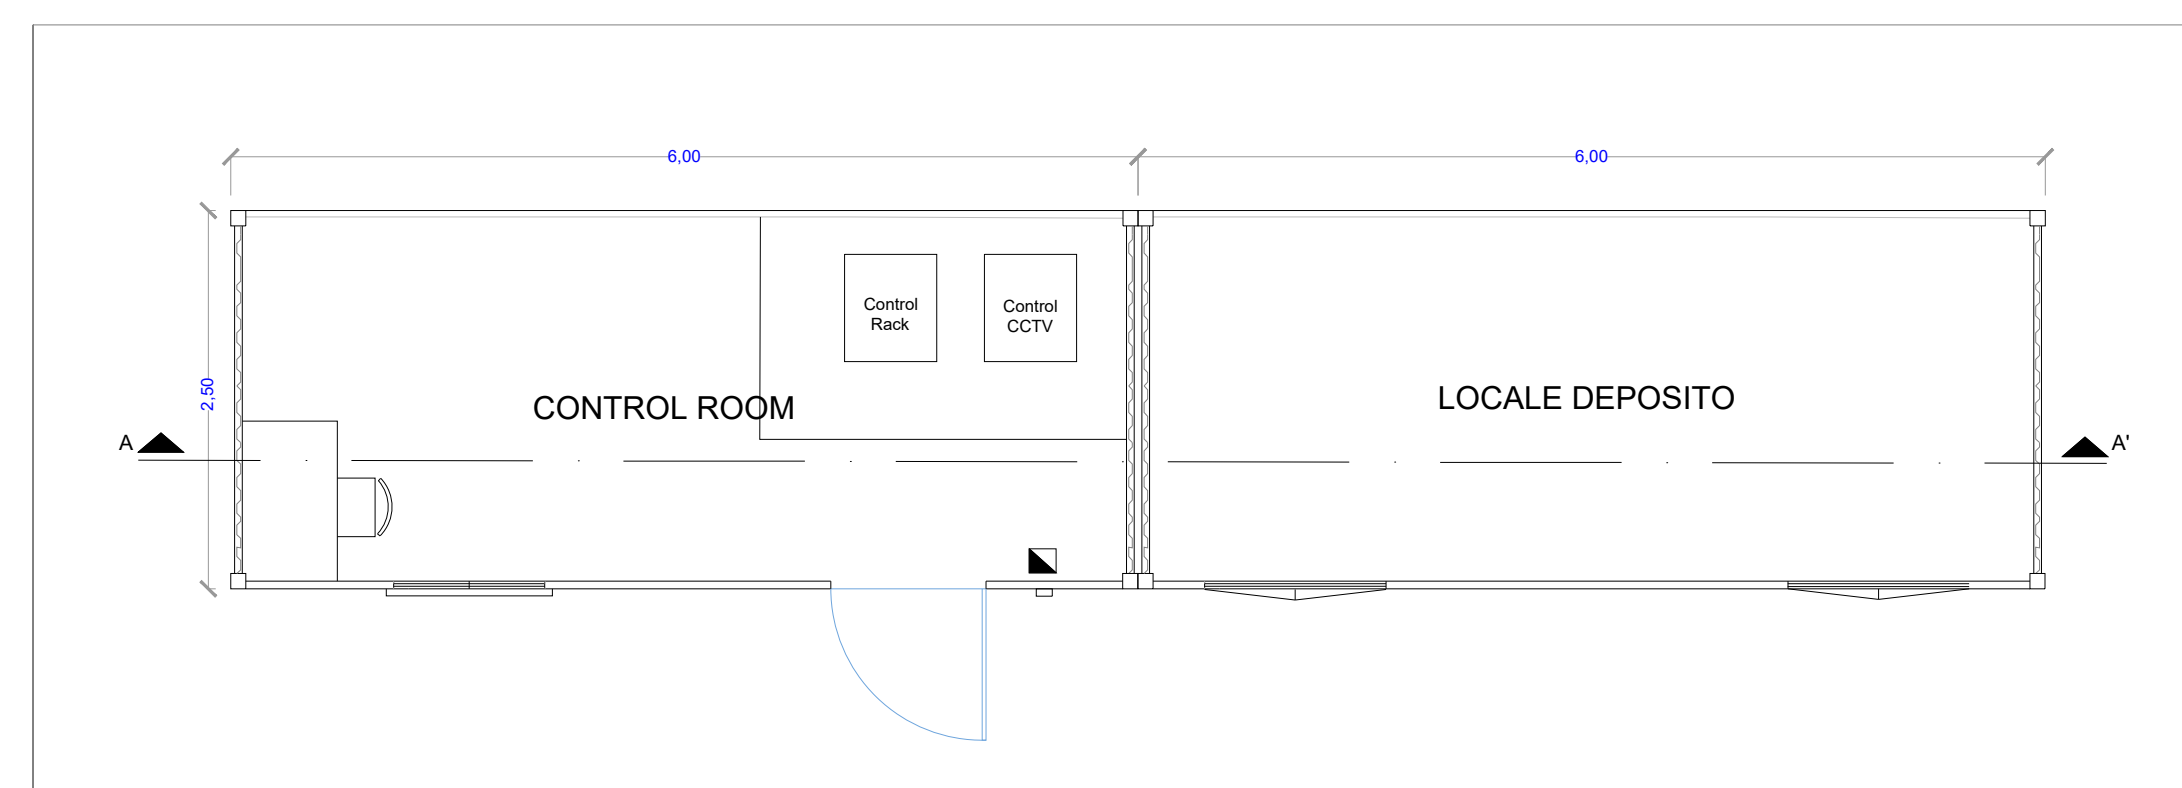 6,00
6,00
Control
Rack
Control
CCTV
2,50
CONTROL ROOM
LOCALE DEPOSITO
A
A'